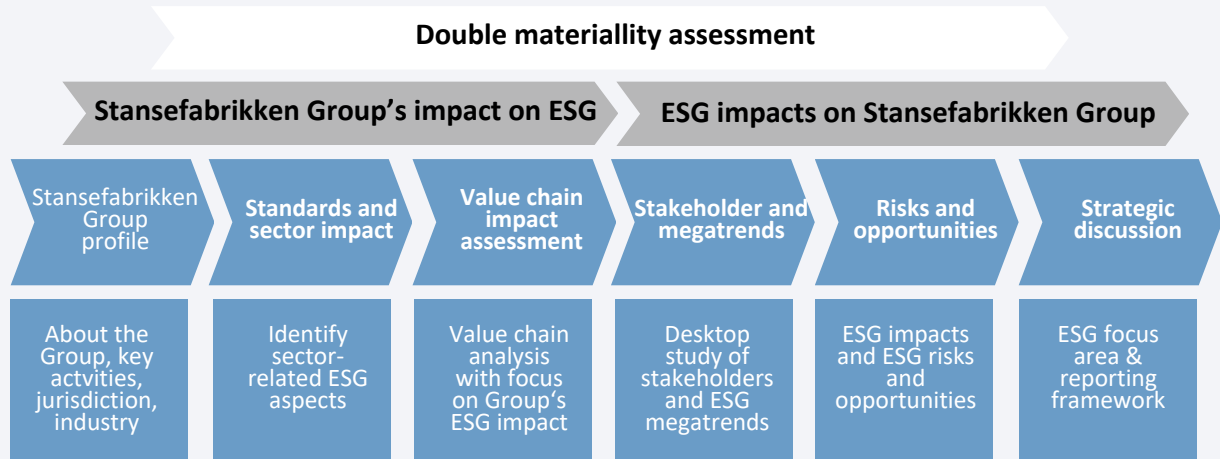 Double materiallity assessment
Stansefabrikken Group’s impact on ESG
ESG impacts on Stansefabrikken Group
Stansefabrikken
Group
profile
Standards and
sector impact
Value chain
impact
assessment
Stakeholder and
megatrends
Risks and
opportunities
Strategic
discussion
About the
Group, key
actvities,
jurisdiction,
industry
Identify
sector-
related ESG
aspects
Value chain
analysis
with focus
on Group‘s
ESG impact
Desktop
study of
stakeholders
and ESG
megatrends
ESG impacts
and ESG risks
and
opportunities
ESG focus
area &
reporting
framework